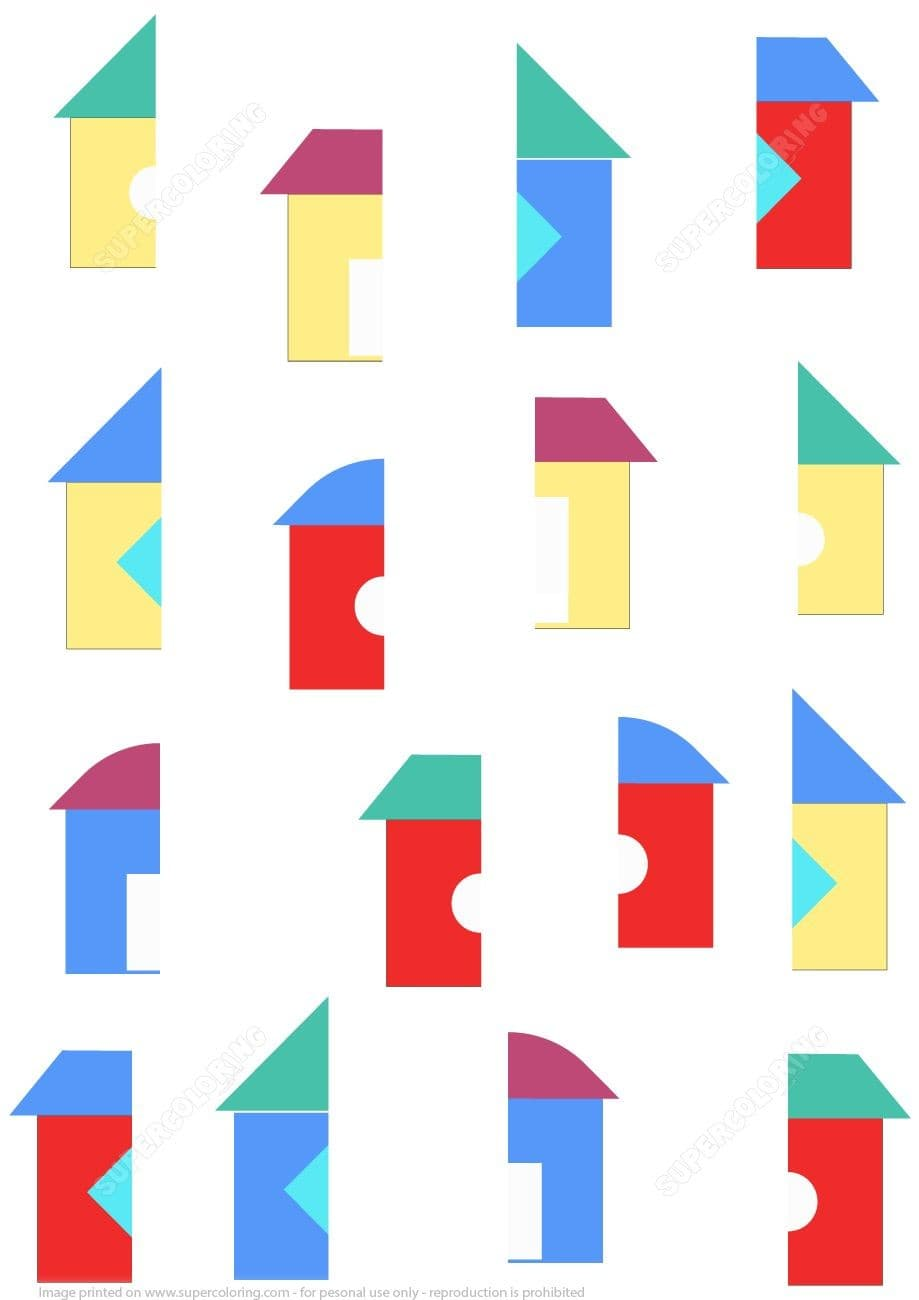 SUPERCOLORING
SUPERCOLORING
SUPERCOLORING
SUPERCOLORING
Image printed on www.supercoloring.com - for pesonal use only - reproduction is prohibited